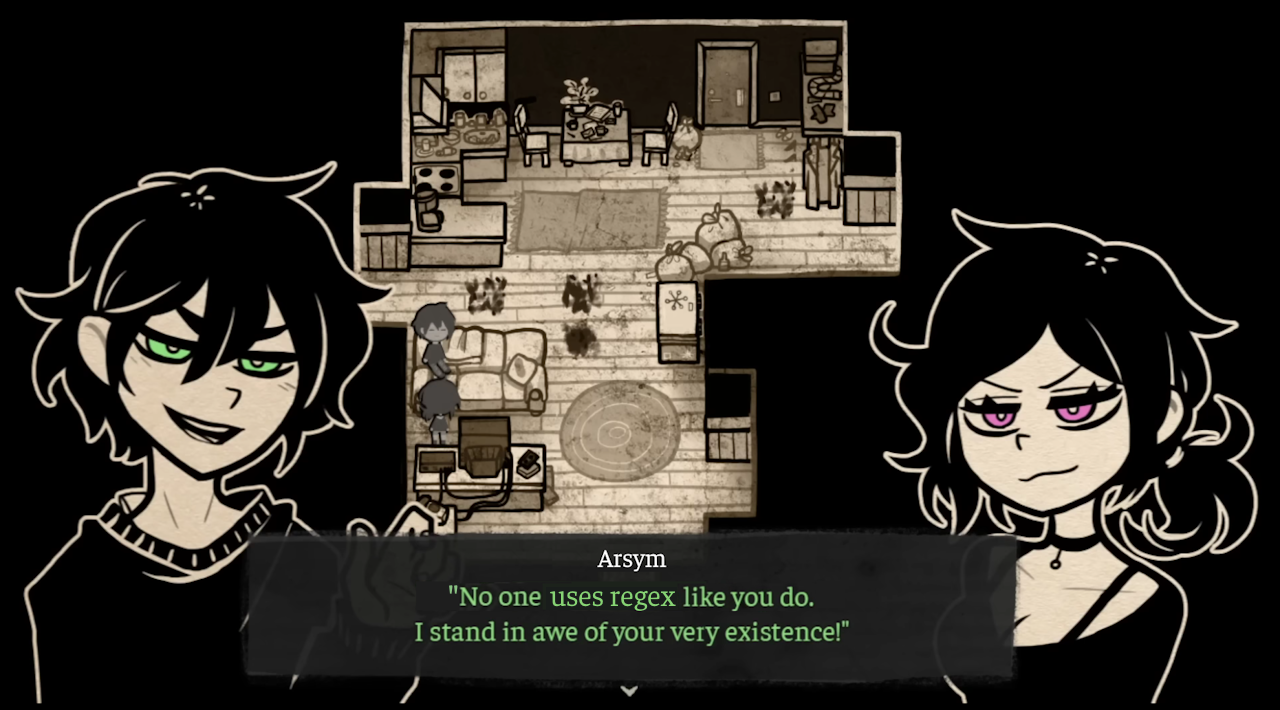 Arsym
"No one uses regex like you do.
I stand in awe of your very existence!"